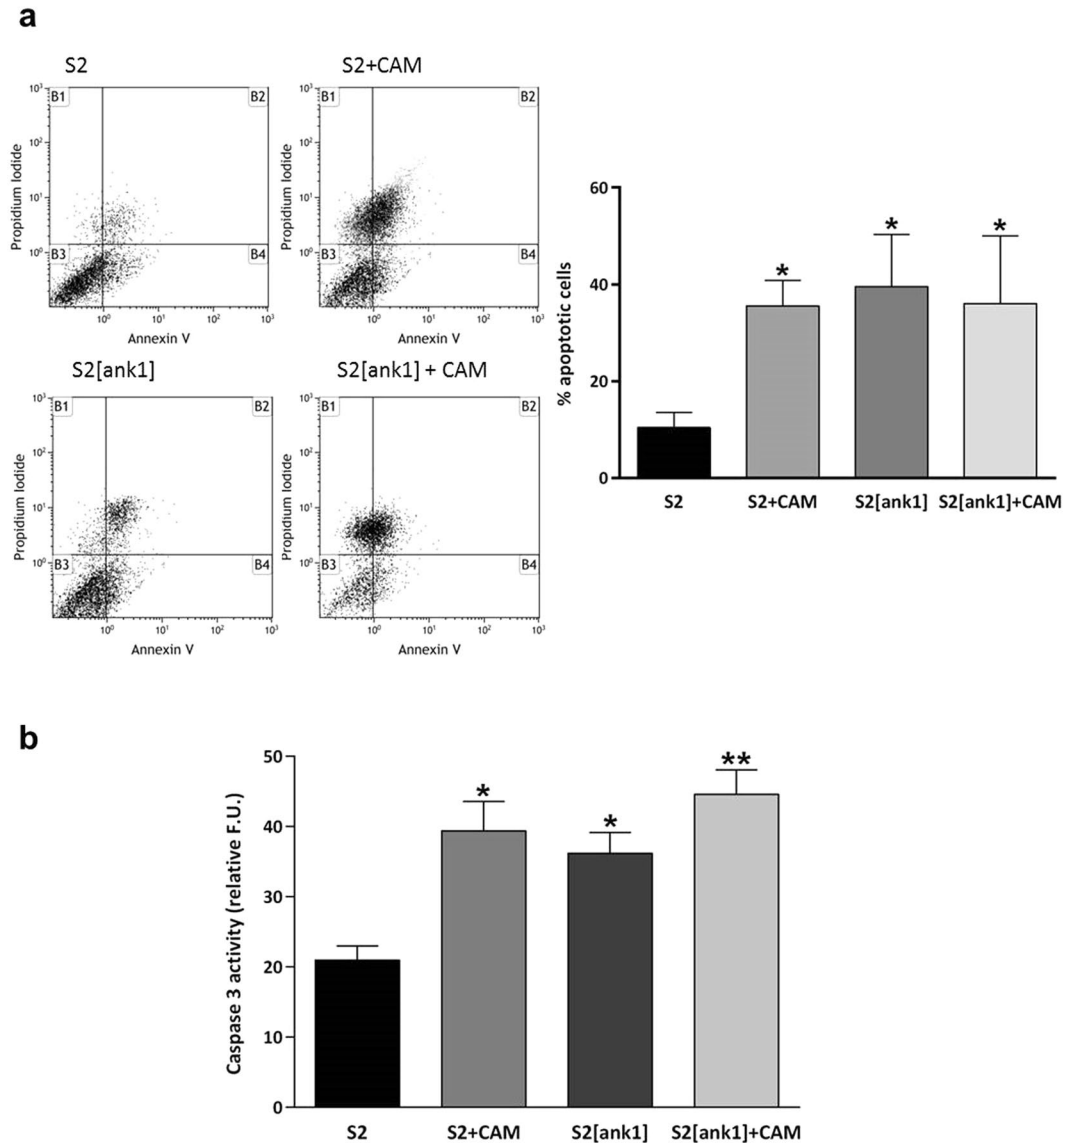 a
S2
S2+CAM
B1 B2
B3 B4
10³
10²
10¹
10⁰
Propidium Iodide
10⁰ 10¹ 10² 10³
Annexin V
B1 B2
B3 B4
10³
10²
10¹
10⁰
Propidium Iodide
10⁰ 10¹ 10² 10³
Annexin V
S2[ank1]
S2[ank1] + CAM
B1 B2
B3 B4
10³
10²
10¹
10⁰
Propidium Iodide
10⁰ 10¹ 10² 10³
Annexin V
B1 B2
B3 B4
10³
10²
10¹
10⁰
Propidium Iodide
10⁰ 10¹ 10² 10³
Annexin V
% apoptotic cells
60
40
20
0
* * *
S2 S2+CAM S2[ank1] S2[ank1]+CAM
b
Caspase 3 activity (relative F.U.)
50
40
30
20
10
0
* * **
S2 S2+CAM S2[ank1] S2[ank1]+CAM